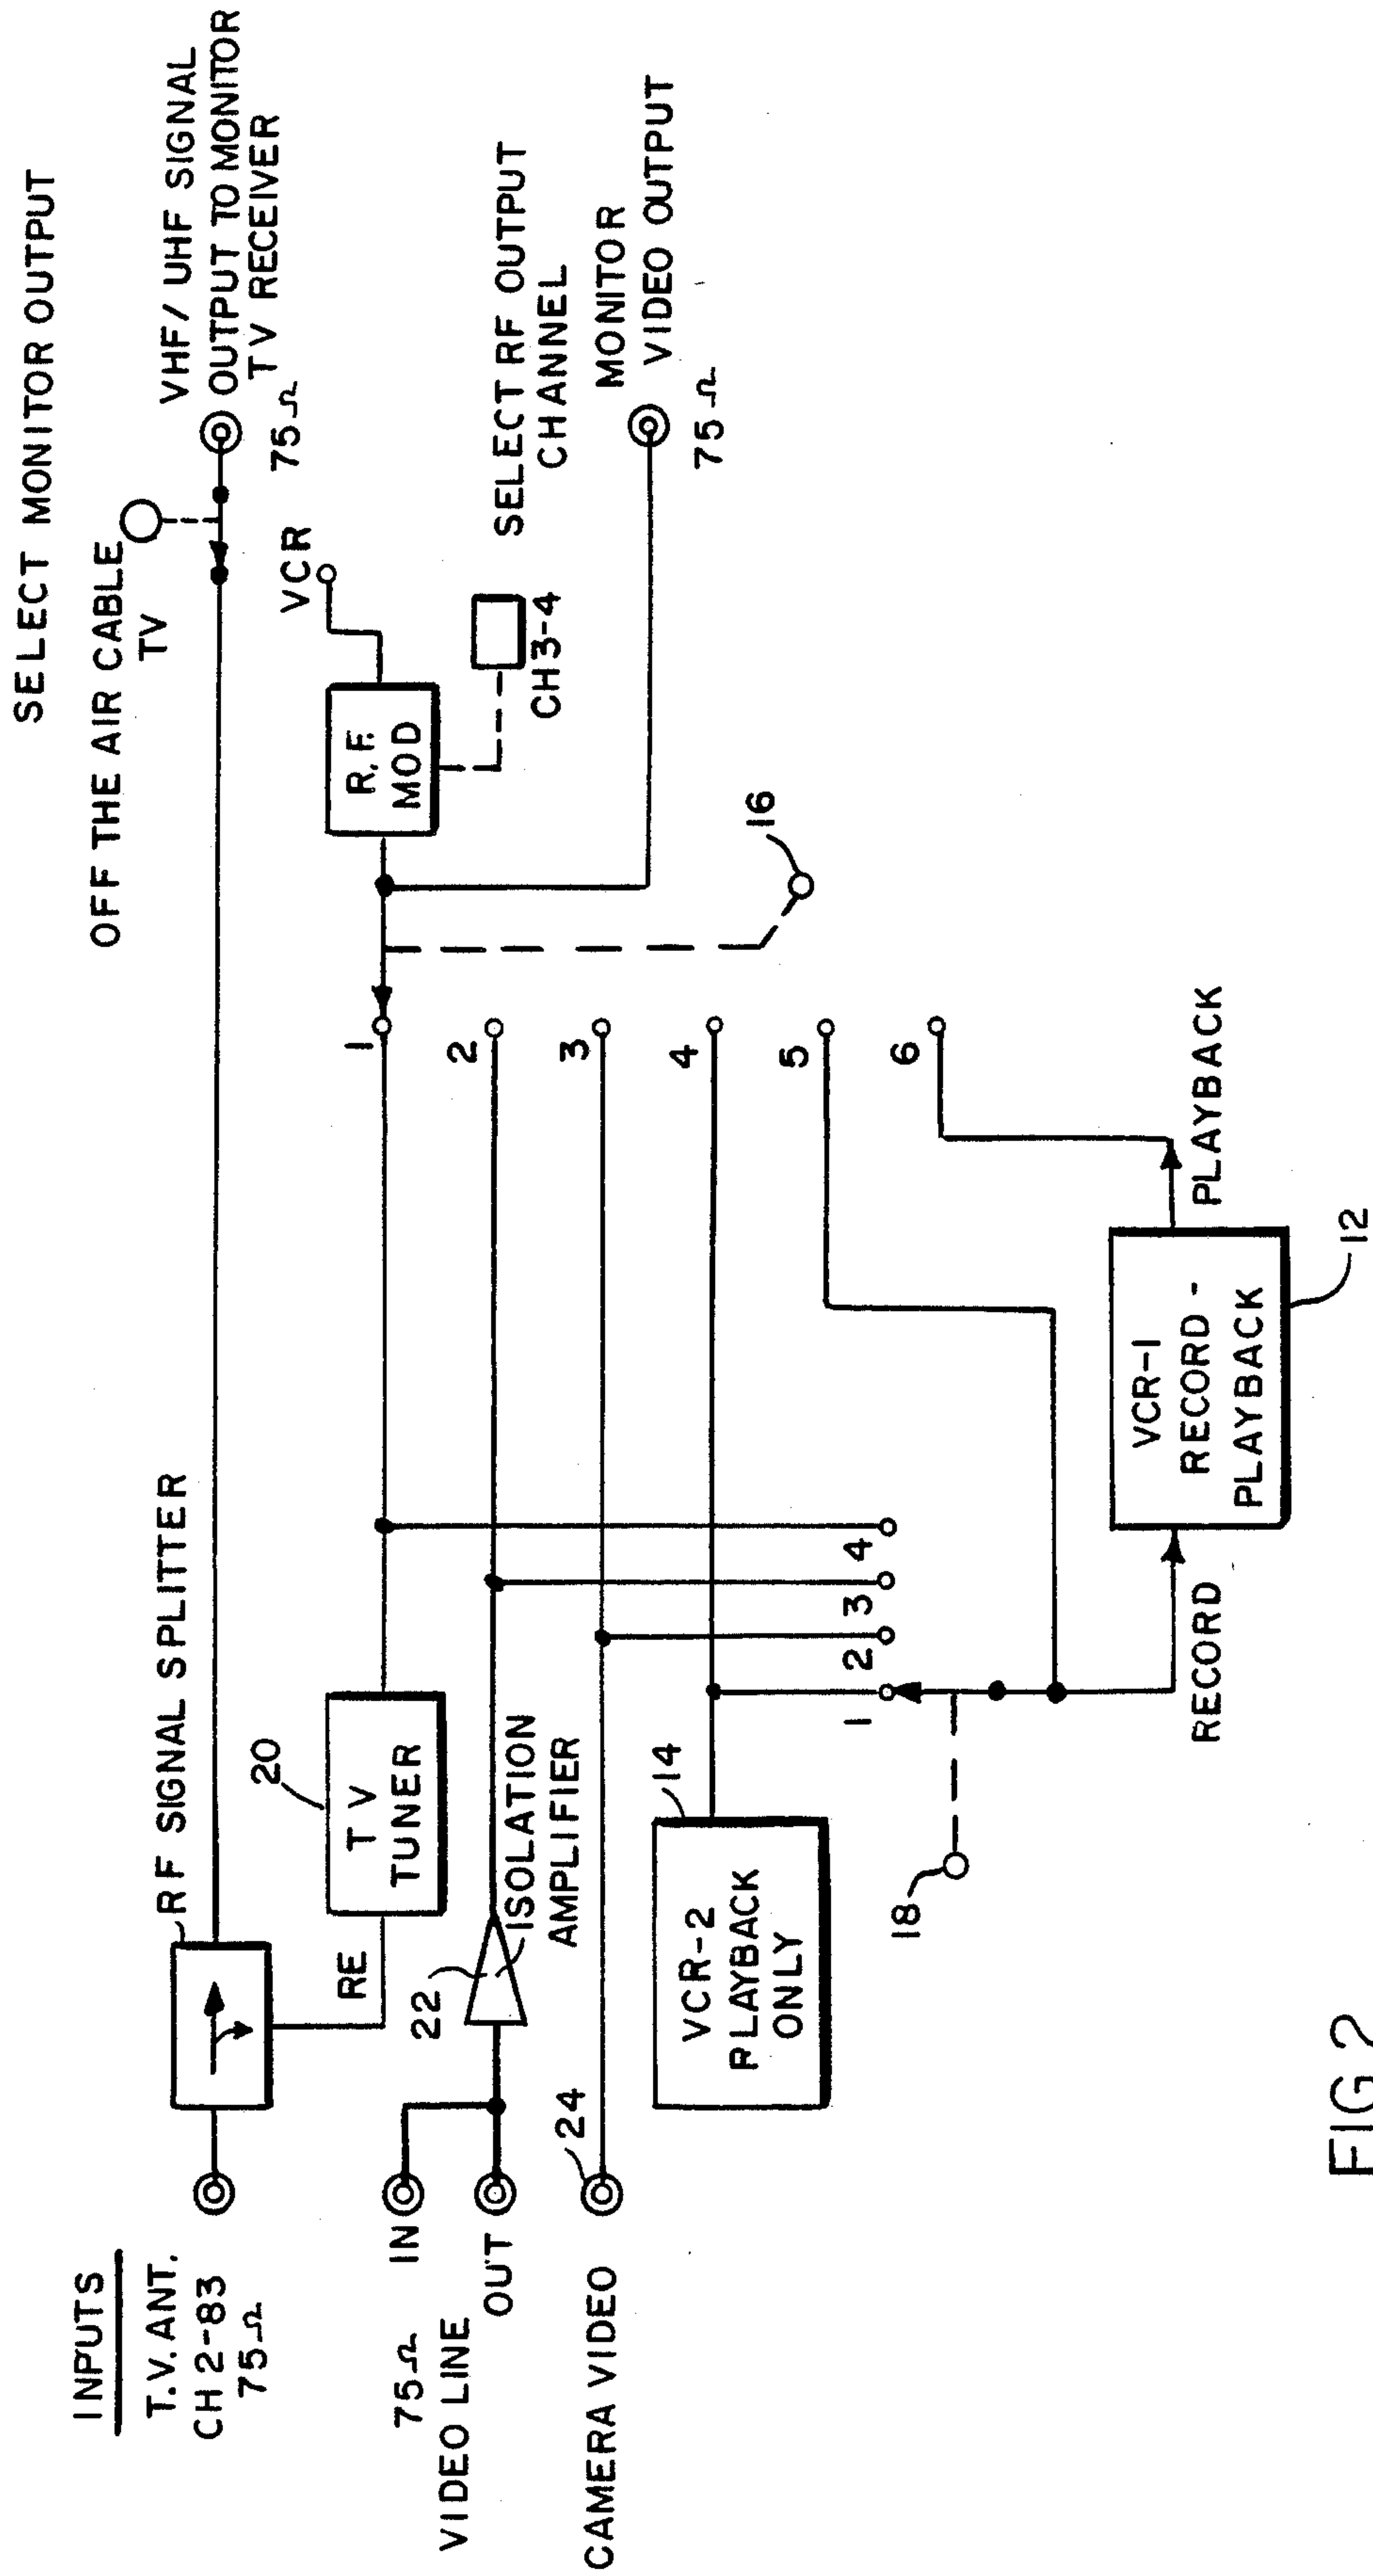 SELECT MONITOR OUTPUT
INPUTS
T.V. ANT.
CH 2-83
75Ω
RF SIGNAL SPLITTER
OFF THE AIR CABLE
TV
VHF/UHF SIGNAL
OUTPUT TO MONITOR
TV RECEIVER
75Ω
RE
20
TV
TUNER
1
R.F.
MOD
VCR
CH3-4
SELECT RF OUTPUT
CHANNEL
75Ω
VIDEO LINE
IN
OUT
22
ISOLATION
AMPLIFIER
2
CAMERA VIDEO
24
3
MONITOR
VIDEO OUTPUT
75Ω
VCR-2
PLAYBACK
ONLY
14
4
16
1
2
3
4
5
18
6
RECORD
VCR-1
RECORD -
PLAYBACK
PLAYBACK
12
FIG 2